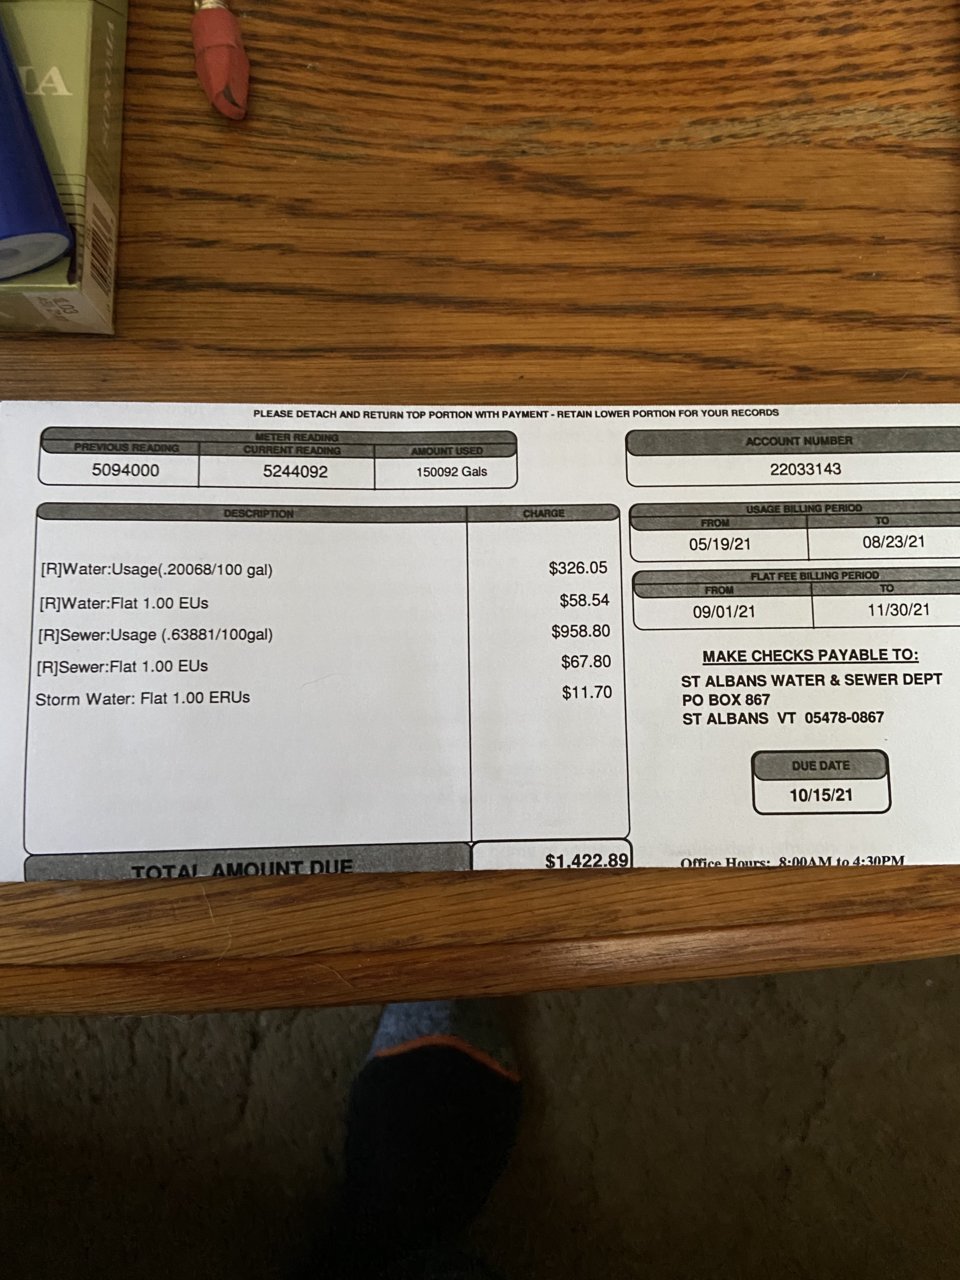 IA
VIRGINIA
PLEASE DETACH AND RETURN TOP PORTION WITH PAYMENT - RETAIN LOWER PORTION FOR YOUR RECORDS
METER READING
PREVIOUS READING CURRENT READING AMOUNT USED
5094000 5244092 150092 Gals
ACCOUNT NUMBER
22033143
DESCRIPTION CHARGE
[R]Water:Usage(.20068/100 gal) $326.05
[R]Water:Flat 1.00 EUs $58.54
[R]Sewer:Usage (.63881/100gal) $958.80
[R]Sewer:Flat 1.00 EUs $67.80
Storm Water: Flat 1.00 ERUs $11.70
TOTAL AMOUNT DUE $1,422.89
USAGE BILLING PERIOD
FROM TO
05/19/21 08/23/21
FLAT FEE BILLING PERIOD
FROM TO
09/01/21 11/30/21
MAKE CHECKS PAYABLE TO:
ST ALBANS WATER & SEWER DEPT
PO BOX 867
ST ALBANS VT 05478-0867
DUE DATE
10/15/21
Office Hours: 8:00AM to 4:30PM